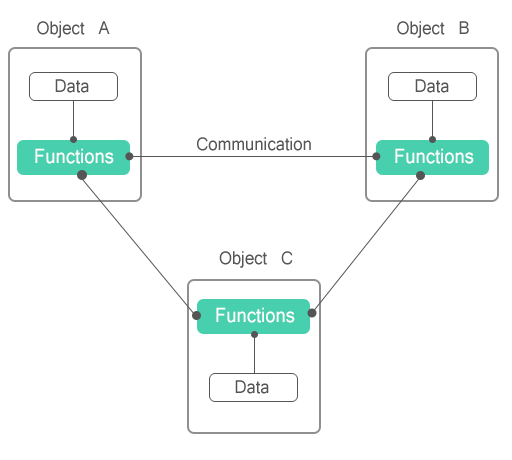 Object A
Object B
Data
Data
Functions
Communication
Functions
Object C
Functions
Data